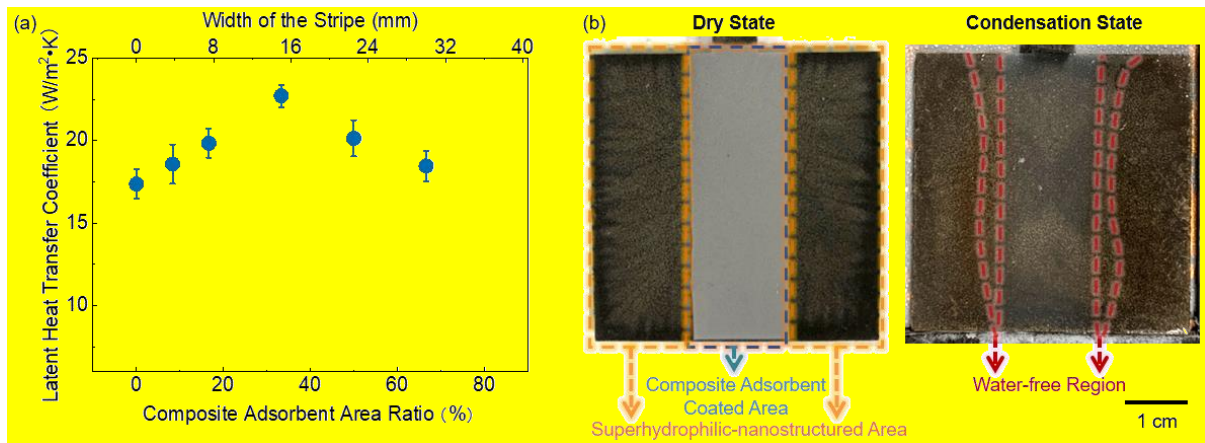 (a)
Width of the Stripe (mm)
0 8 16 24 32 40
Latent Heat Transfer Coefficient (W/m²•K)
25
20
15
10
0 20 40 60 80
Composite Adsorbent Area Ratio (%)
(b)
Dry State
Condensation State
Composite Adsorbent
Coated Area
Superhydrophilic-nanostructured Area
Water-free Region
1 cm